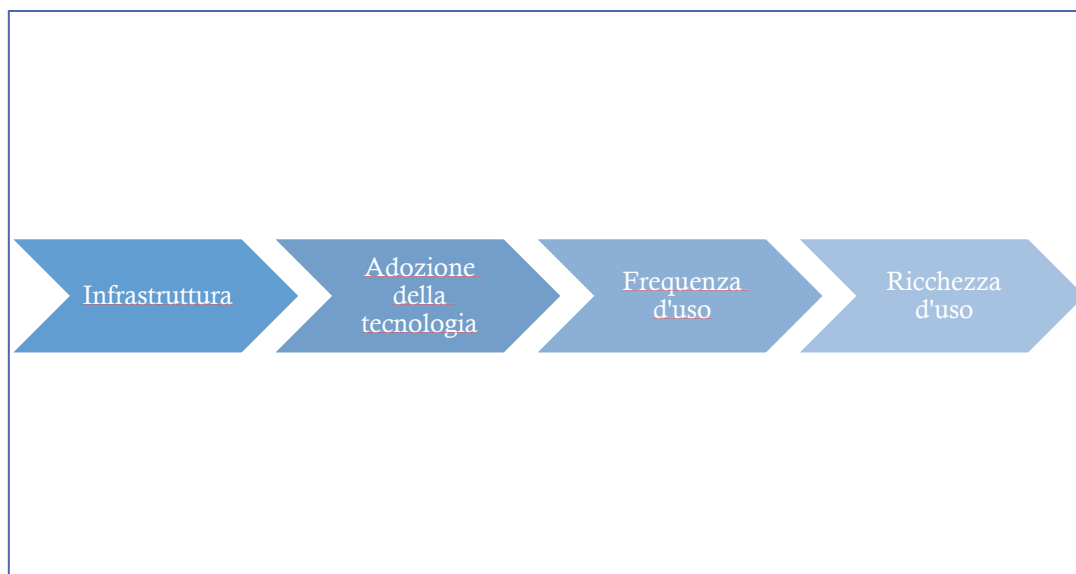 Infrastruttura
Adozione
della
tecnologia
Frequenza
d'uso
Ricchezza
d'uso